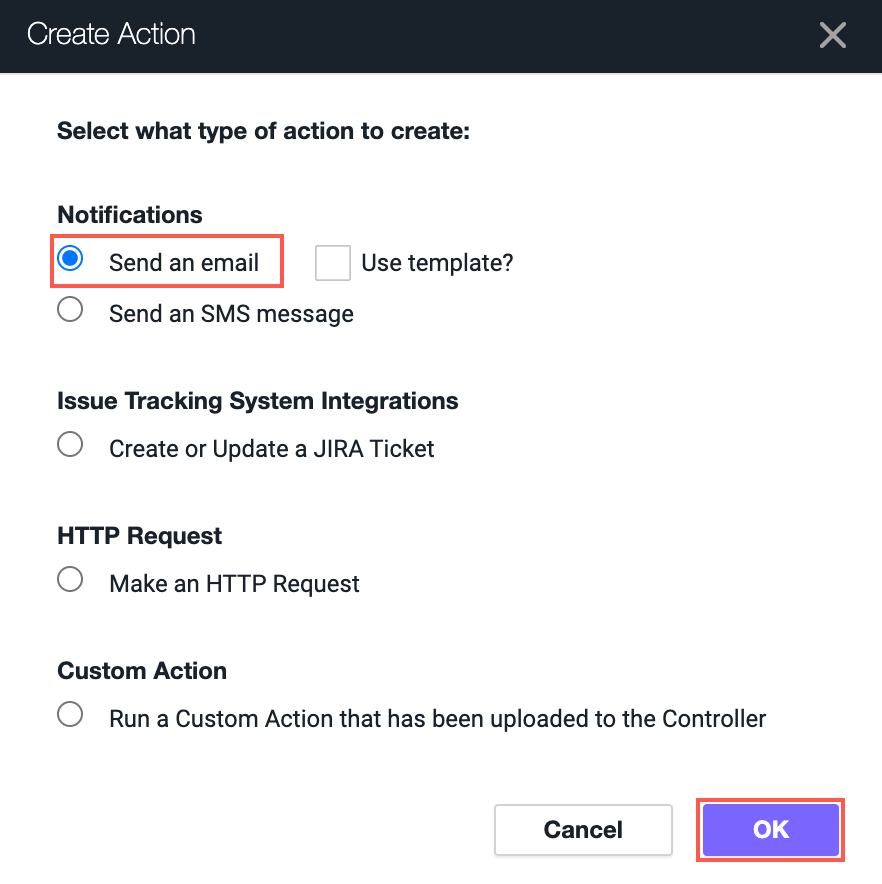 Create Action
Select what type of action to create:
Notifications
Send an email Use template?
Send an SMS message
Issue Tracking System Integrations
Create or Update a JIRA Ticket
HTTP Request
Make an HTTP Request
Custom Action
Run a Custom Action that has been uploaded to the Controller
Cancel OK